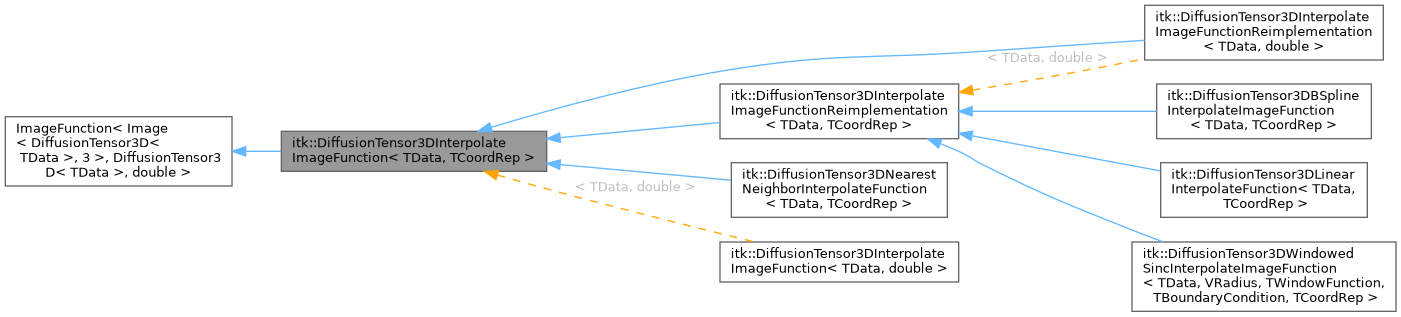 ImageFunction< Image
< DiffusionTensor3D<
TData >, 3 >, DiffusionTensor3
D< TData >, double >
itk::DiffusionTensor3DInterpolate
ImageFunction< TData, TCoordRep >
itk::DiffusionTensor3DInterpolate
ImageFunctionReimplementation
< TData, TCoordRep >
itk::DiffusionTensor3DNearest
NeighborInterpolateFunction
< TData, TCoordRep >
< TData, double >
itk::DiffusionTensor3DInterpolate
ImageFunction< TData, double >
itk::DiffusionTensor3DInterpolate
ImageFunctionReimplementation
< TData, double >
< TData, double >
itk::DiffusionTensor3DBSpline
InterpolateImageFunction
< TData, TCoordRep >
itk::DiffusionTensor3DLinear
InterpolateFunction< TData,
TCoordRep >
itk::DiffusionTensor3DWindowed
SincInterpolateImageFunction
< TData, VRadius, TWindowFunction,
TBoundaryCondition, TCoordRep >